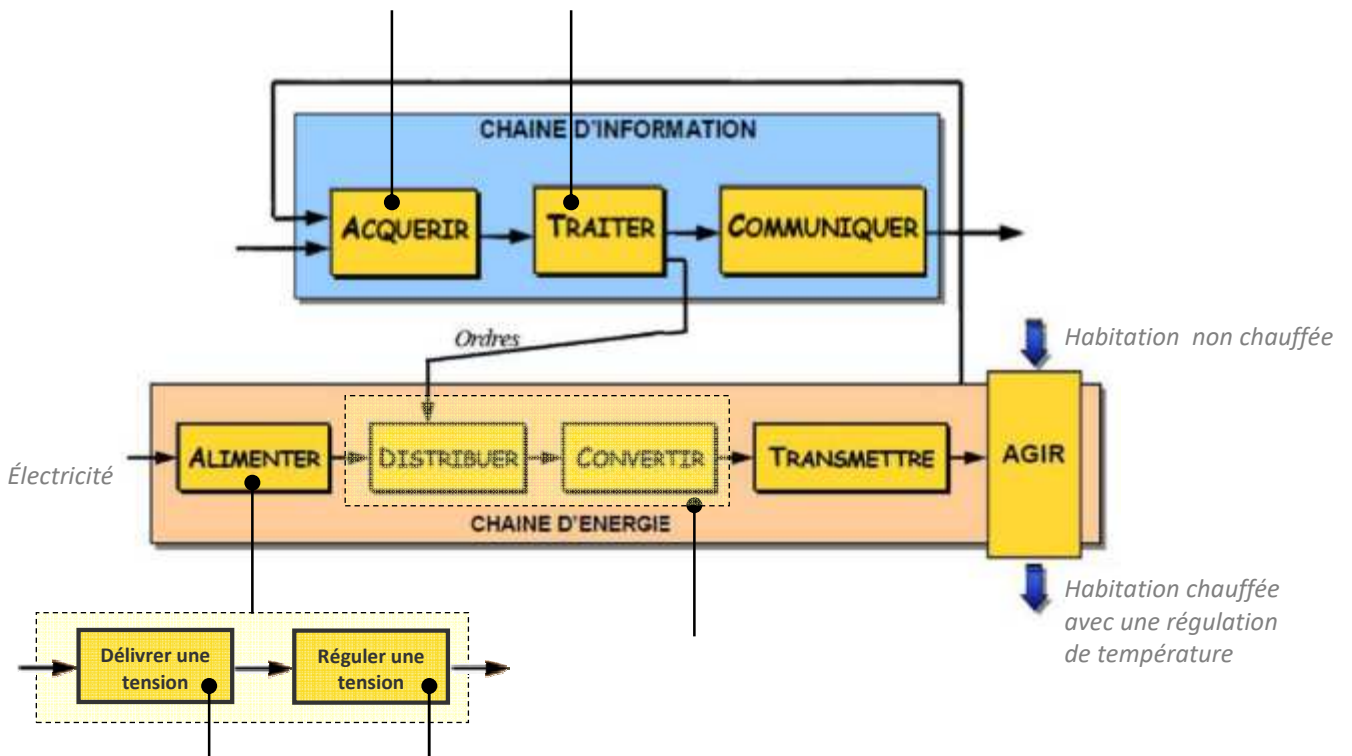 CHAINE D'INFORMATION
ACQUERIR
TRAITER
COMMUNIQUER
Ordres
Habitation non chauffée
Électricité
ALIMENTER
DISTRIBUER
CONVERTIR
TRANSMETTRE
AGIR
CHAINE D'ENERGIE
Habitation chauffée
avec une régulation
de température
Délivrer une
tension
Réguler une
tension